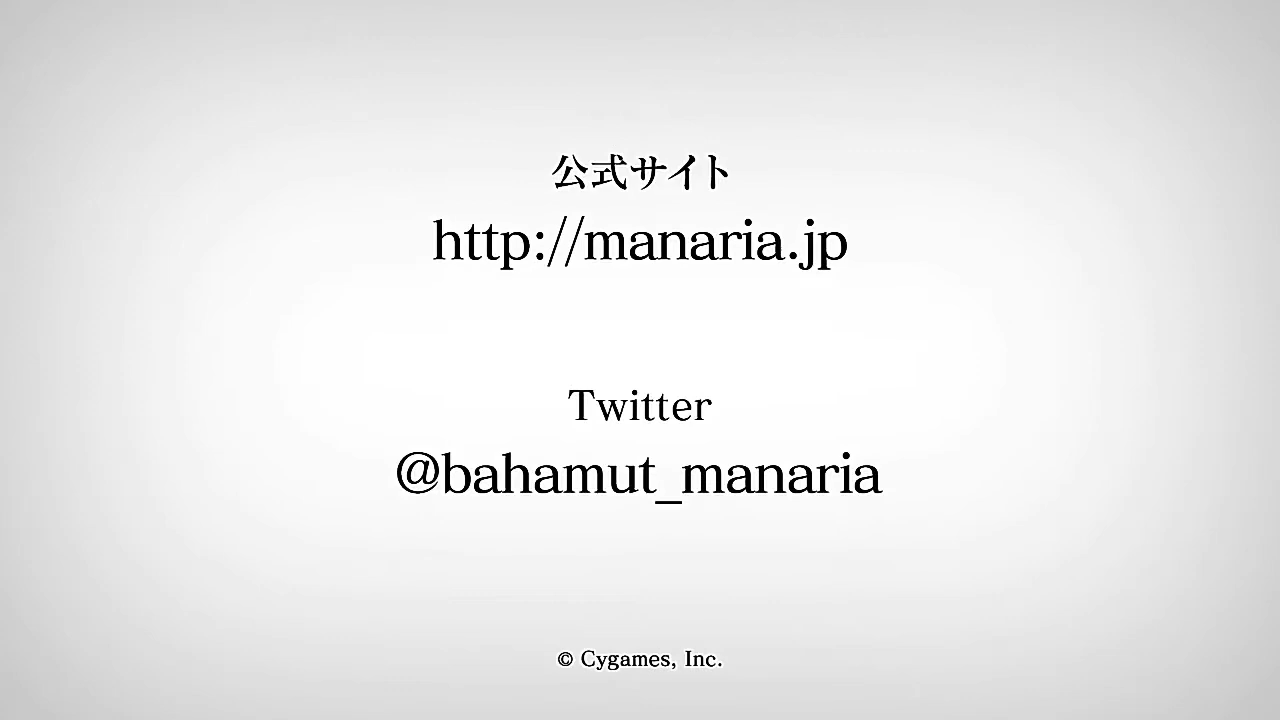 公式サイト
http://manaria.jp
Twitter
@bahamut_manaria
© Cygames, Inc.